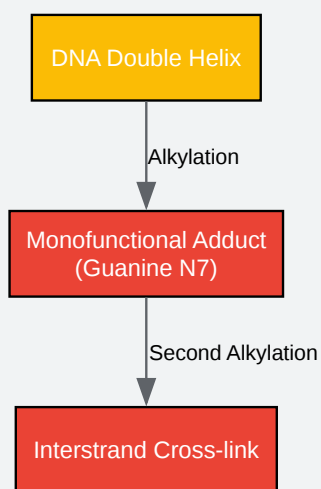 DNA Double Helix
Alkylation
Monofunctional Adduct
(Guanine N7)
Second Alkylation
Interstrand Cross-link